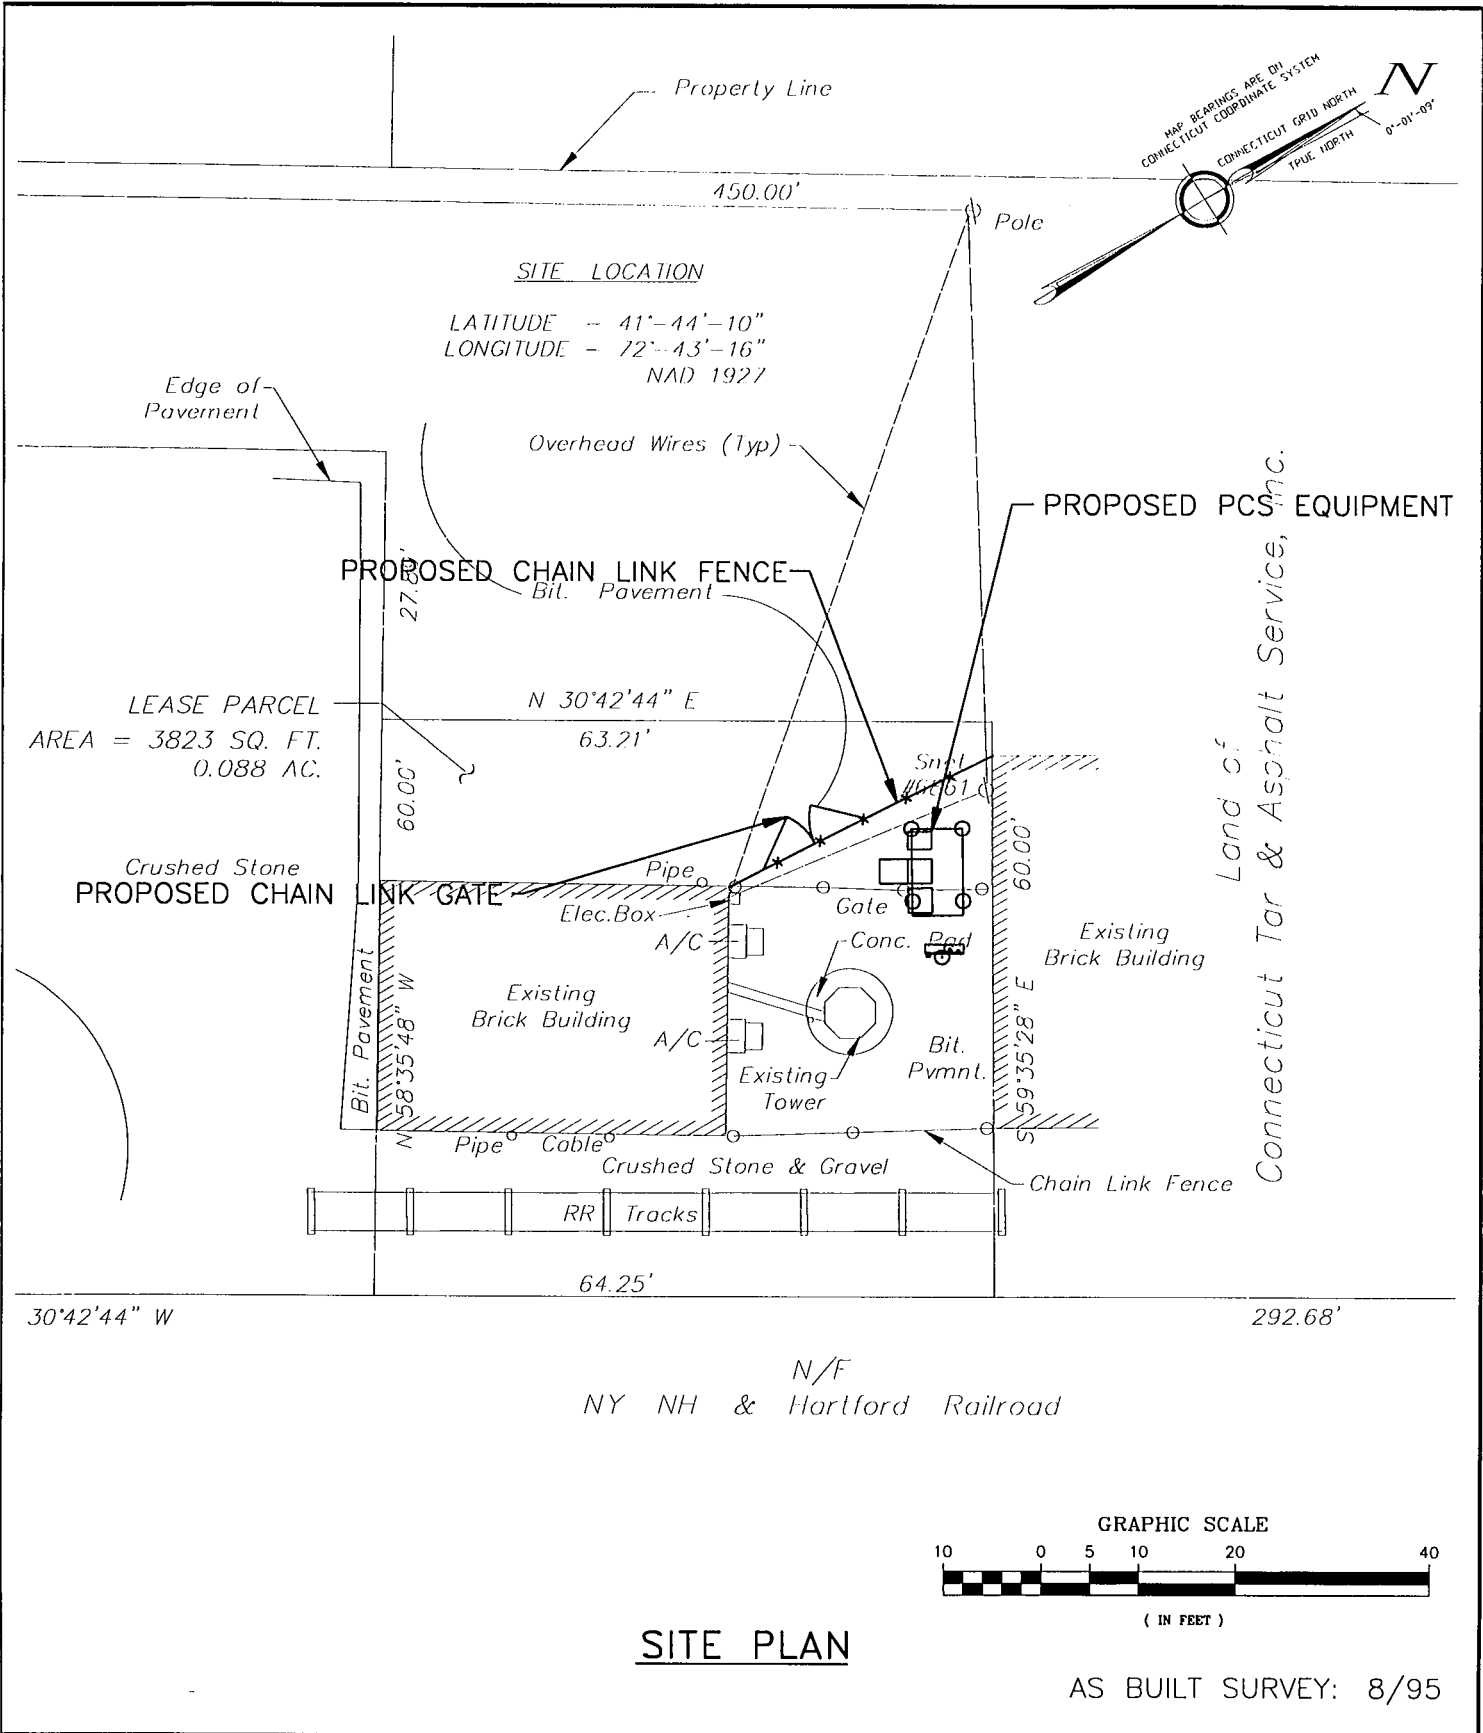 Property Line
MAP BEARINGS ARE ON
CONNECTICUT COORDINATE SYSTEM
N
CONNECTICUT GRID NORTH
TRUE NORTH
0°-01'-09"
450.00'
Pole
SITE LOCATION
LATITUDE - 41°-44'-10"
LONGITUDE - 72°-43'-16"
NAD 1927
Edge of
Pavement
Overhead Wires (Typ)
PROPOSED PCS EQUIPMENT
PROPOSED CHAIN LINK FENCE
Bit. Pavement
LEASE PARCEL
AREA = 3823 SQ. FT.
0.088 AC.
N 30°42'44" E
63.21'
60.00'
Snet
Crushed Stone
PROPOSED CHAIN LINK GATE
Pipe
Elec.Box
Gate
60.00'
A/C
Conc. Pad
Existing
Brick Building
Existing
Brick Building
A/C
Bit.
Pvmnt.
Existing
Tower
Bit. Pavement
N 58°35'48" W
S 59°35'28" E
Land of
Connecticut Tar & Asphalt Service, Inc.
Pipe
Cable
Crushed Stone & Gravel
Chain Link Fence
RR Tracks
64.25'
30°42'44" W
292.68'
N/F
NY NH & Hartford Railroad
GRAPHIC SCALE
10 0 5 10 20 40
( IN FEET )
SITE PLAN
AS BUILT SURVEY: 8/95